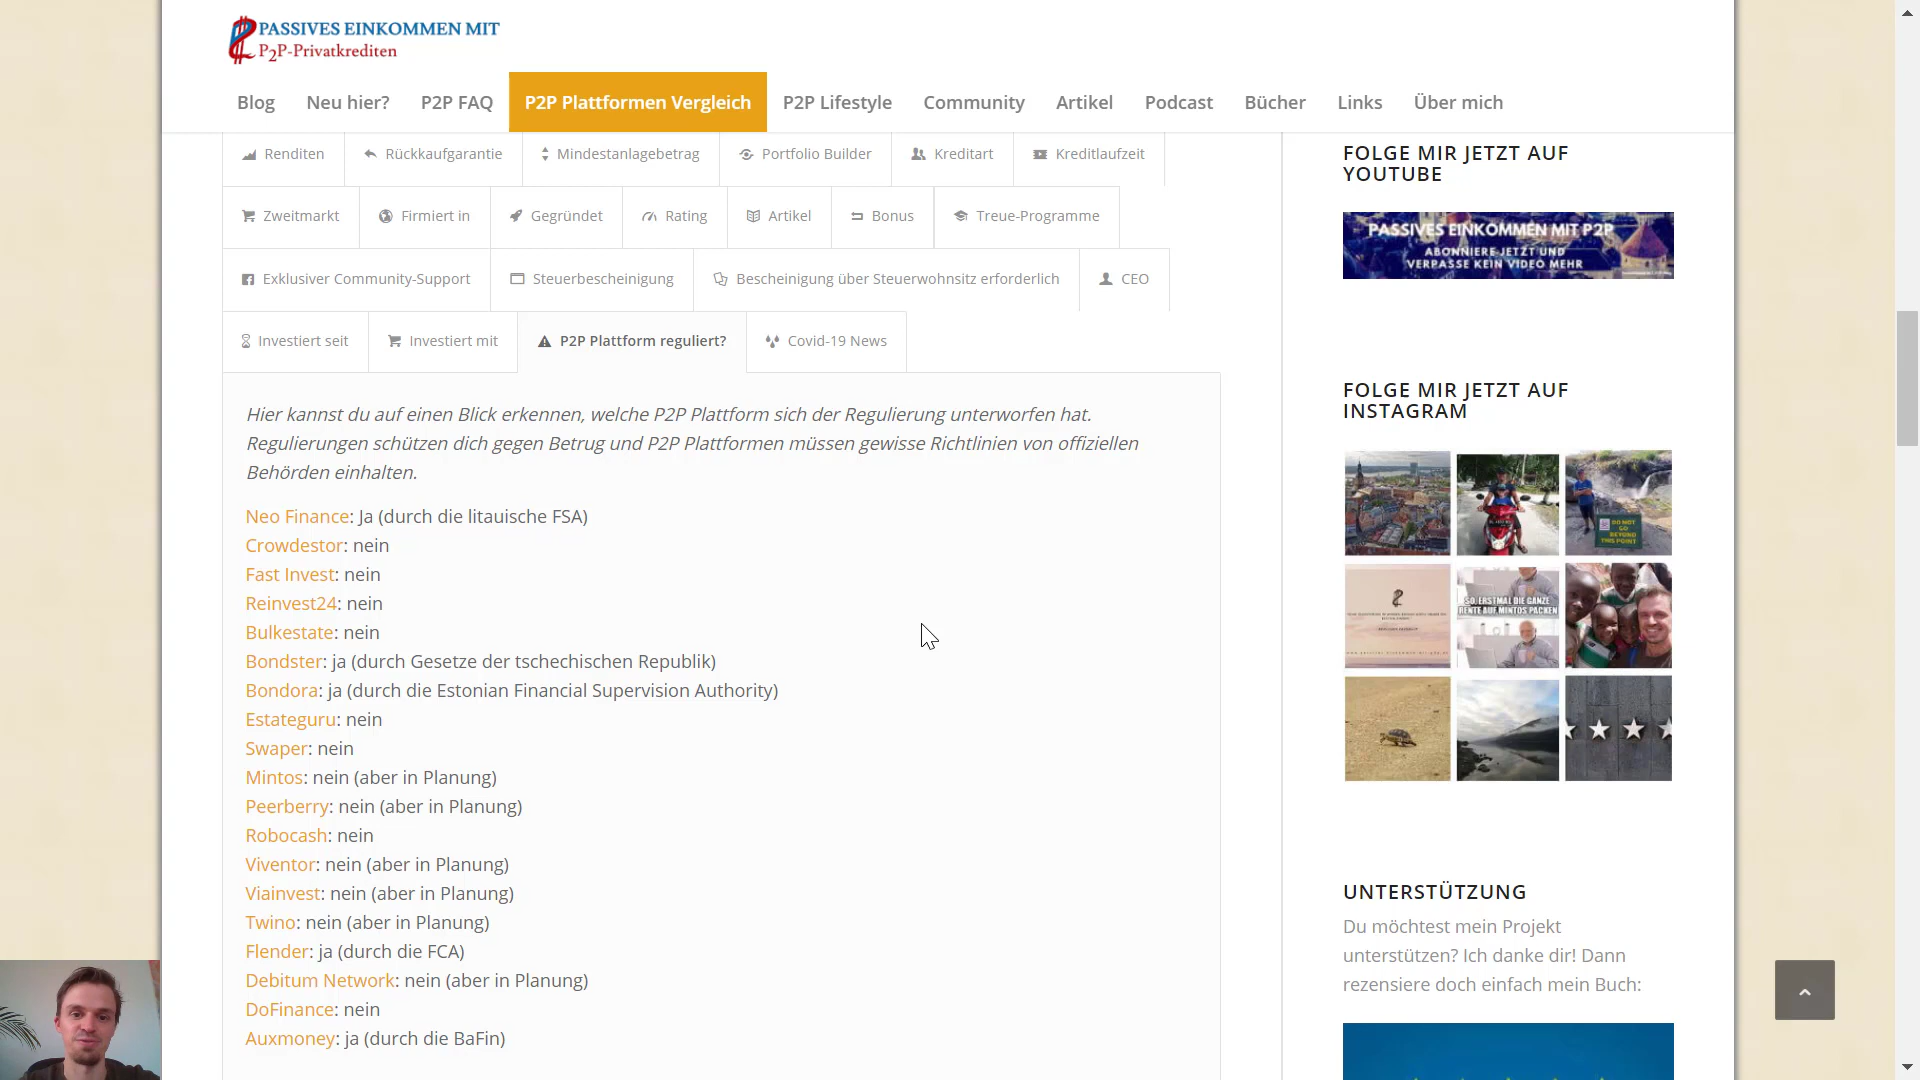 PASSIVES EINKOMMEN MIT
P2P-Privatkrediten
Blog Neu hier? P2P FAQ P2P Plattformen Vergleich P2P Lifestyle Community Artikel Podcast Bücher Links Über mich
Renditen Rückkaufgarantie Mindestanlagebetrag Portfolio Builder Kreditart Kreditlaufzeit
Zweitmarkt Firmiert in Gegründet Rating Artikel Bonus Treue-Programme
Exklusiver Community-Support Steuerbescheinigung Bescheinigung über Steuerwohnsitz erforderlich CEO
Investiert seit Investiert mit P2P Plattform reguliert? Covid-19 News
Hier kannst du auf einen Blick erkennen, welche P2P Plattform sich der Regulierung unterworfen hat.
Regulierungen schützen dich gegen Betrug und P2P Plattformen müssen gewisse Richtlinien von offiziellen
Behörden einhalten.
Neo Finance: Ja (durch die litauische FSA)
Crowdestor: nein
Fast Invest: nein
Reinvest24: nein
Bulkestate: nein
Bondster: ja (durch Gesetze der tschechischen Republik)
Bondora: ja (durch die Estonian Financial Supervision Authority)
Estateguru: nein
Swaper: nein
Mintos: nein (aber in Planung)
Peerberry: nein (aber in Planung)
Robocash: nein
Viventor: nein (aber in Planung)
Viainvest: nein (aber in Planung)
Twino: nein (aber in Planung)
Flender: ja (durch die FCA)
Debitum Network: nein (aber in Planung)
DoFinance: nein
Auxmoney: ja (durch die BaFin)
FOLGE MIR JETZT AUF
YOUTUBE
PASSIVES EINKOMMEN MIT P2P
ABONNIERE JETZT UND
VERPASSE KEIN VIDEO MEHR
FOLGE MIR JETZT AUF
INSTAGRAM
DO NOT
GO
BEYOND
THIS POINT
SO, ERSTMAL DIE GANZE
RENTE AUF MINTOS PACKEN
UNTERSTÜTZUNG
Du möchtest mein Projekt
unterstützen? Ich danke dir! Dann
rezensiere doch einfach mein Buch: